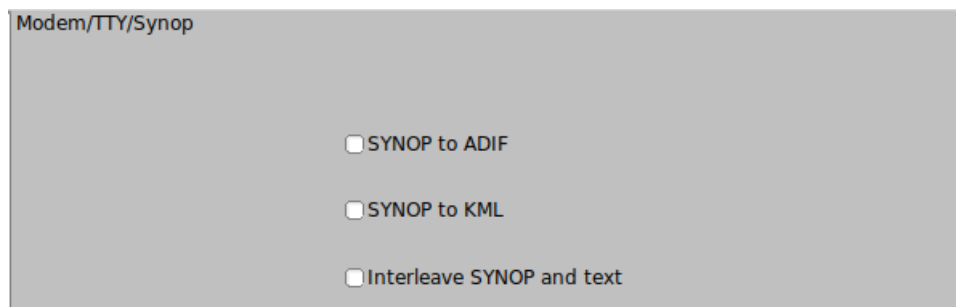 Modem/TTY/Synop
SYNOP to ADIF
SYNOP to KML
Interleave SYNOP and text